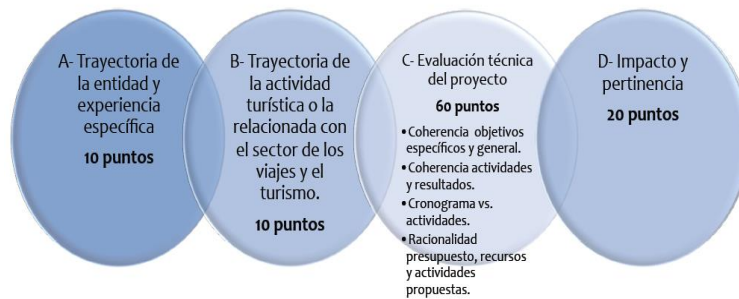 A- Trayectoria de
la entidad y
experiencia
específica
10 puntos
B- Trayectoria de
la actividad
turística o la
relacionada con
el sector de los
viajes y el
turismo.
10 puntos
C- Evaluación técnica
del proyecto
60 puntos
•Coherencia objetivos
específicos y general.
•Coherencia actividades
y resultados.
•Cronograma vs.
actividades.
•Racionalidad
presupuesto, recursos
y actividades
propuestas.
D- Impacto y
pertinencia
20 puntos